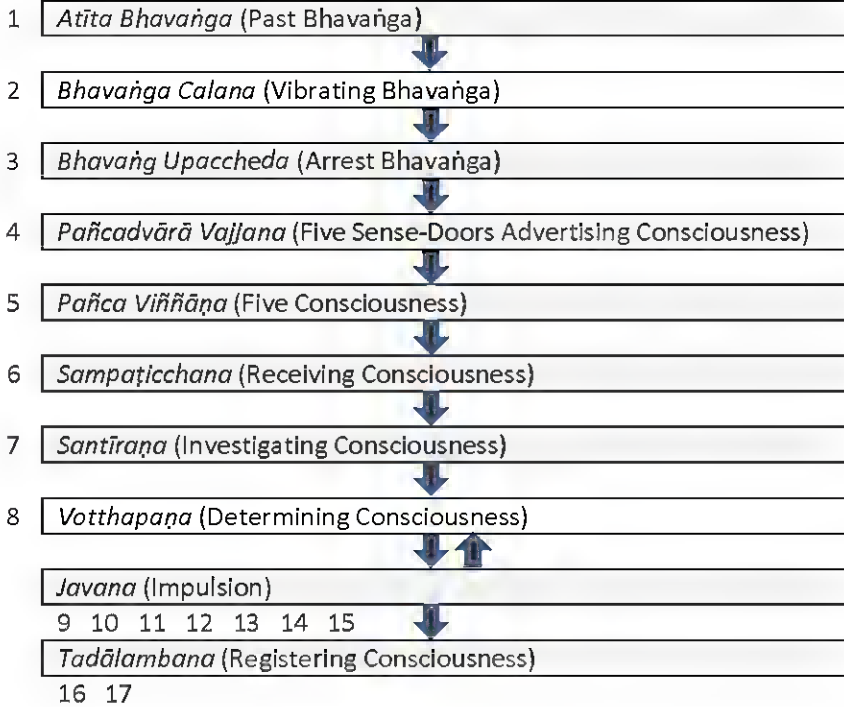 1 Atīta Bhavaṅga (Past Bhavaṅga)
2 Bhavaṅga Calana (Vibrating Bhavaṅga)
3 Bhavaṅg Upaccheda (Arrest Bhavaṅga)
4 Pañcadvārā Vajjana (Five Sense-Doors Advertising Consciousness)
5 Pañca Viññāṇa (Five Consciousness)
6 Sampaṭicchana (Receiving Consciousness)
7 Santīraṇa (Investigating Consciousness)
8 Votthapaṇa (Determining Consciousness)
Javana (Impulsion)
9 10 11 12 13 14 15
Tadālambana (Registering Consciousness)
16 17